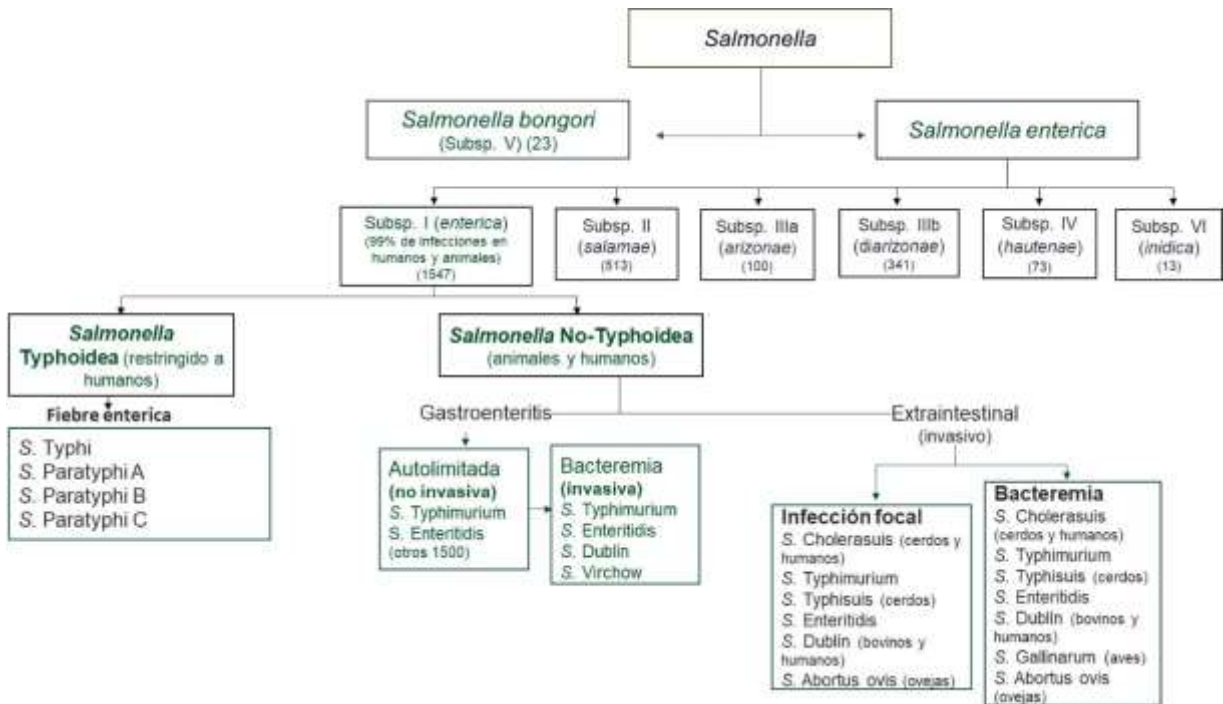 Salmonella
Salmonella bongori
(Subsp. V) (23)
Salmonella enterica
Subsp. I (enterica)
(99% de infecciones en
humanos y animales)
(1547)
Subsp. II
(salamae)
(513)
Subsp. IIIa
(arizonae)
(100)
Subsp. IIIb
(diarizonae)
(341)
Subsp. IV
(hautenae)
(73)
Subsp. VI
(inidica)
(13)
Salmonella
Typhoidea (restringido a
humanos)
Salmonella No-Typhoidea
(animales y humanos)
Fiebre enterica
S. Typhi
S. Paratyphi A
S. Paratyphi B
S. Paratyphi C
Gastroenteritis
Extraintestinal
(invasivo)
Autolimitada
(no invasiva)
S. Typhimurium
S. Enteritidis
(otros 1500)
Bacteremia
(invasiva)
S. Typhimurium
S. Enteritidis
S. Dublin
S. Virchow
Infección focal
S. Cholerasuis (cerdos y
humanos)
S. Typhimurium
S. Typhisuis (cerdos)
S. Enteritidis
S. Dublin (bovinos y
humanos)
S. Abortus ovis (ovejas)
Bacteremia
S. Cholerasuis
(cerdos y humanos)
S. Typhimurium
S. Typhisuis (cerdos)
S. Enteritidis
S. Dublin (bovinos y
humanos)
S. Gallinarum (aves)
S. Abortus ovis
(ovejas)